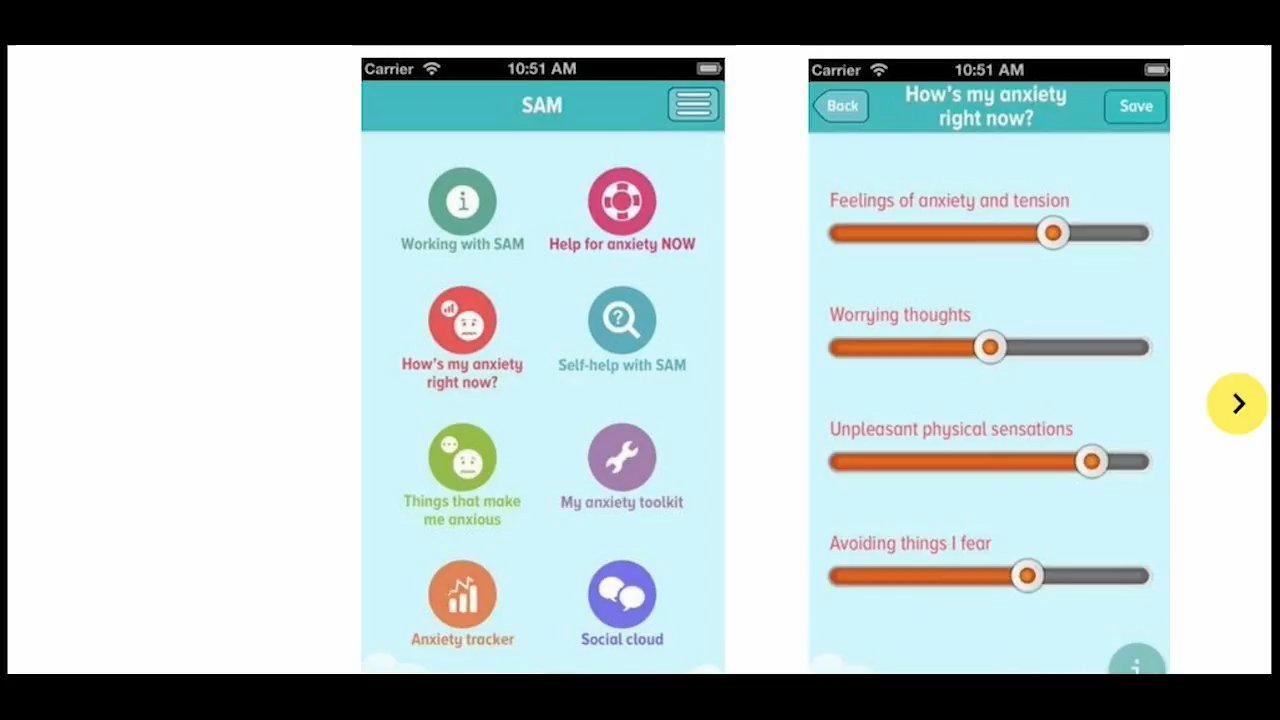 Carrier 10:51 AM
SAM
Working with SAM
Help for anxiety NOW
How's my anxiety
right now?
Self-help with SAM
Things that make
me anxious
My anxiety toolkit
Anxiety tracker
Social cloud
Carrier 10:51 AM
Back
How's my anxiety
right now?
Save
Feelings of anxiety and tension
Worrying thoughts
Unpleasant physical sensations
Avoiding things I fear